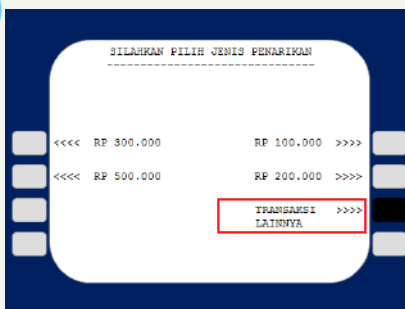 SILAHKAN PILIH JENIS PENARIKAN
------------------------------
<<<< RP 300.000 RP 100.000 >>>>
<<<< RP 500.000 RP 200.000 >>>>
TRANSAKSI >>>>
LAINNYA